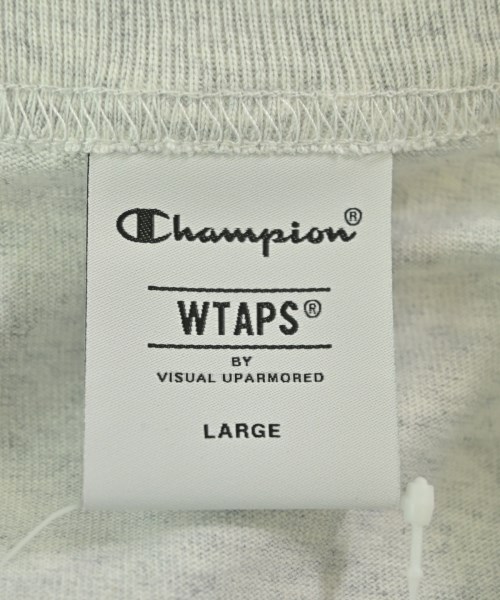 Champion®
WTAPS®
BY
VISUAL UPARMORED
LARGE